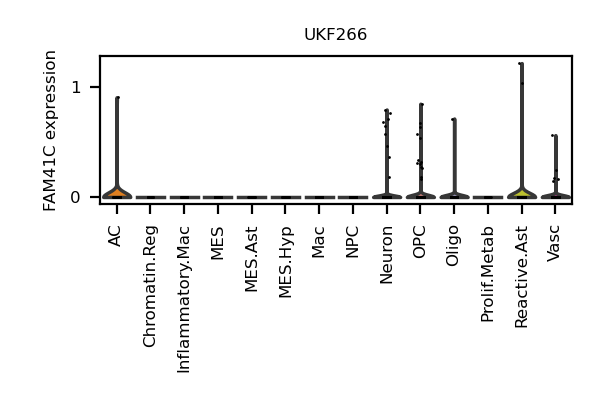 UKF266
FAM41C expression
1
0
AC
Chromatin.Reg
Inflammatory.Mac
MES
MES.Ast
MES.Hyp
Mac
NPC
Neuron
OPC
Oligo
Prolif.Metab
Reactive.Ast
Vasc